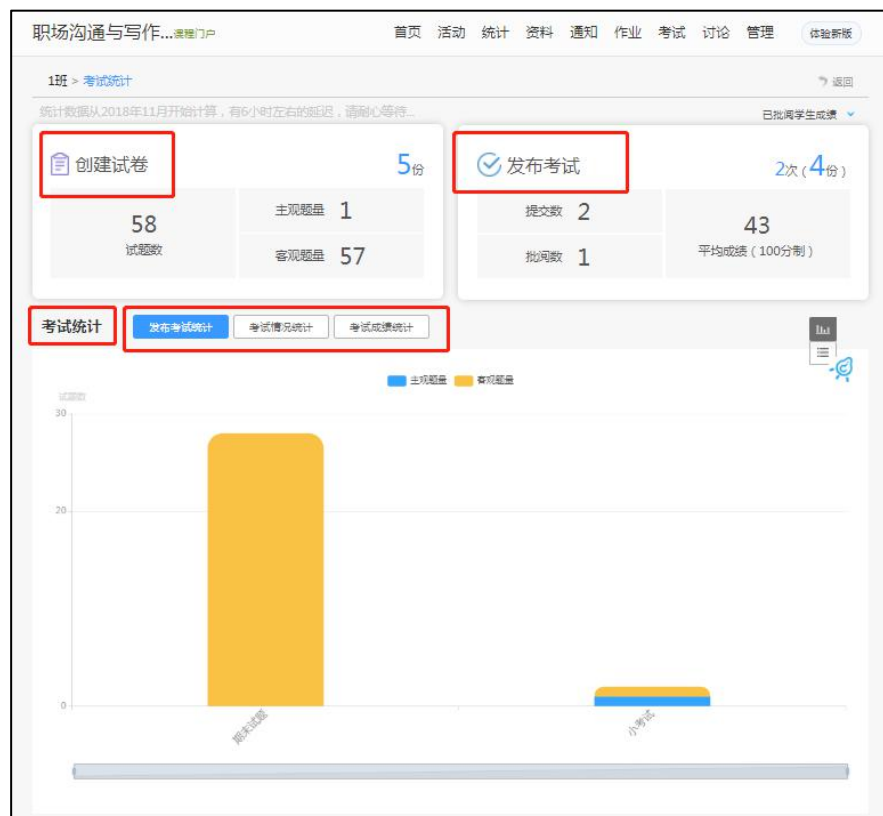 职场沟通与写作...课程门户 首页 活动 统计 资料 通知 作业 考试 讨论 管理 体验新版
1班 > 考试统计 返回
统计数据从2018年11月开始计算，有6小时左右的延迟，请耐心等待...
已批阅学生成绩
创建试卷 5份
58
试题数
主观题量 1
客观题量 57
发布考试 2次（4份）
提交数 2
批阅数 1
43
平均成绩（100分制）
考试统计 发布考试统计 考试情况统计 考试成绩统计
主观题量 客观题量
试题数
30
20
0
期末试题 小考试